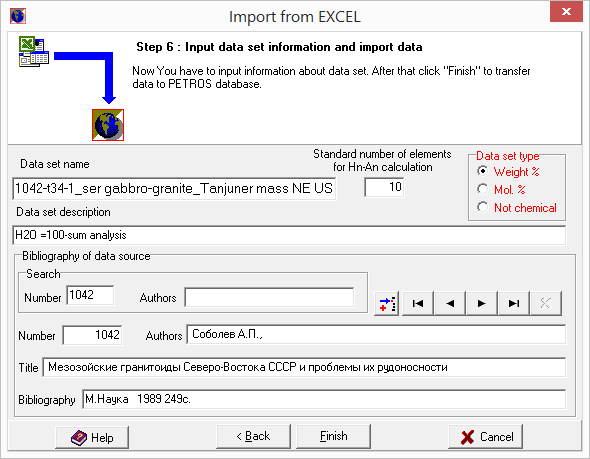 Import from EXCEL
Step 6 : Input data set information and import data
Now You have to input information about data set. After that click "Finish" to transfer
data to PETROS database.
Data set name
Standard number of elements
for Hn-An calculation
1042-t34-1_ser gabbro-granite_Tanjuner mass NE US
10
Data set type
Weight %
Mol. %
Not chemical
Data set description
H2O =100-sum analysis
Bibliography of data source
Search
Number 1042 Authors
Number 1042 Authors Соболев А.П.,
Title Мезозойские гранитоиды Северо-Востока СССР и проблемы их рудоносности
Bibliography М.Наука 1989 249с.
Help < Back Finish Cancel